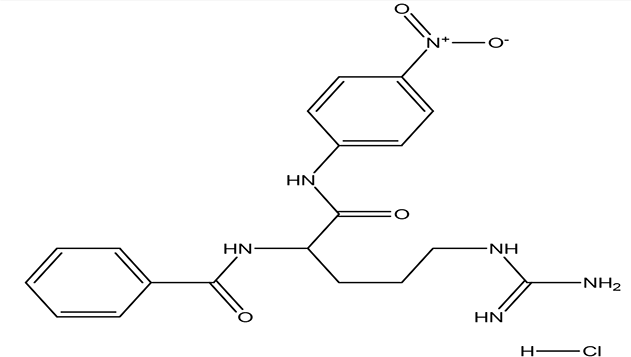 O
N+ O-
HN
O
HN NH
NH2
O HN
H Cl